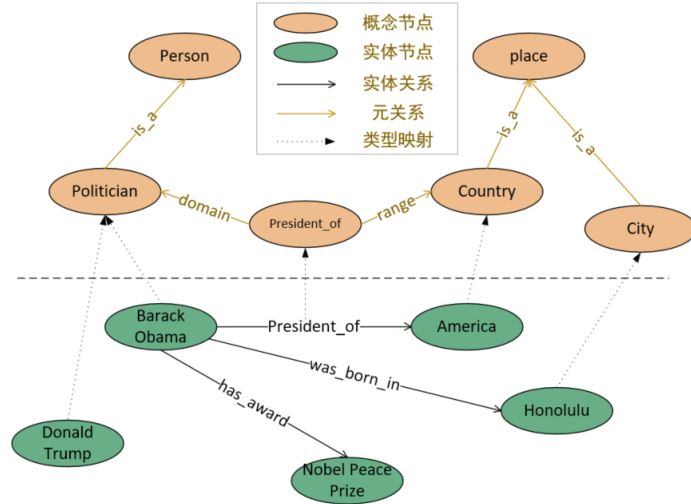 概念节点
实体节点
实体关系
元关系
类型映射
Person
place
is_a
is_a
is_a
Politician
domain
President_of
range
Country
City
Barack
Obama
President_of
America
was_born_in
has_award
Honolulu
Donald
Trump
Nobel Peace
Prize